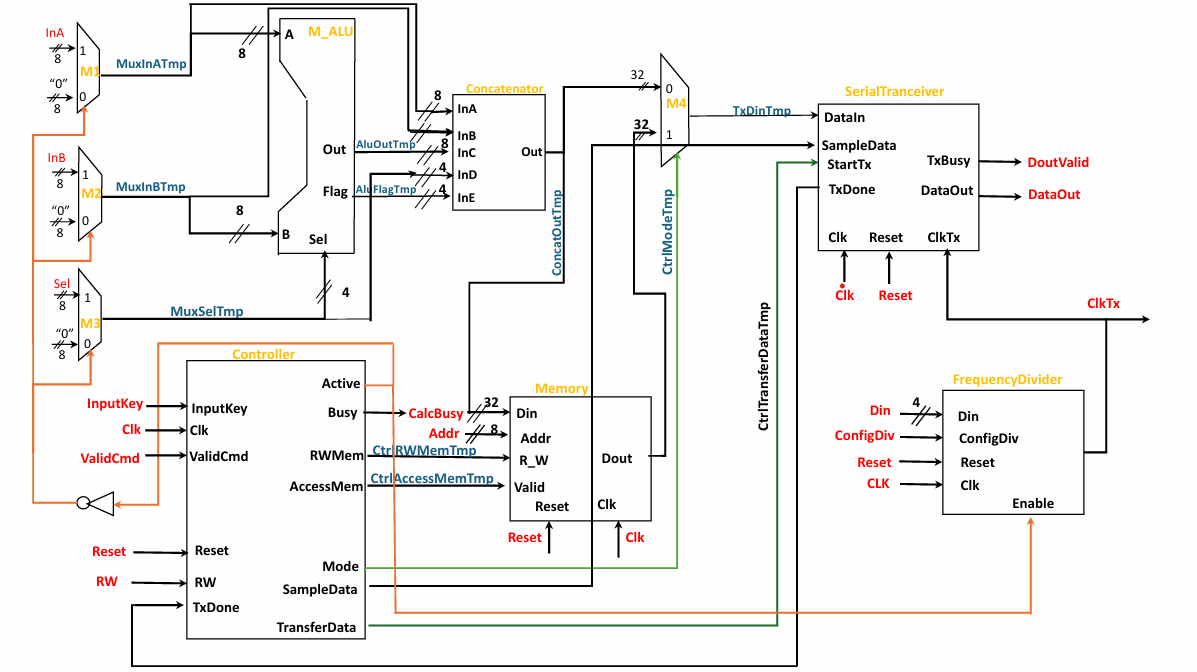 InA
8
1
M1
"0"
8
0
MuxInATmp
InB
8
1
M2
"0"
8
0
MuxInBTmp
Sel
8
1
M3
"0"
8
0
MuxSelTmp
8
A
M_ALU
Out
Flag
8
B
Sel
4
AluOutTmp
AluFlagTmp
Concatenator
8
InA
InB
8
InC
4
InD
4
InE
Out
ConcatOutTmp
32
0
M4
32
1
CtrlModeTmp
TxDinTmp
SerialTranceiver
DataIn
SampleData
StartTx
TxDone
TxBusy
DataOut
Clk
Reset
ClkTx
DoutValid
DataOut
Clk
Reset
ClkTx
CtrlTransferDataTmp
Controller
Active
Busy
RWMem
AccessMem
Mode
SampleData
TransferData
InputKey
Clk
ValidCmd
Reset
RW
TxDone
InputKey
Clk
ValidCmd
Reset
RW
CalcBusy
Addr
CtrlRWMemTmp
CtrlAccessMemTmp
Memory
32
Din
8
Addr
R_W
Valid
Reset
Clk
Dout
Reset
Clk
FrequencyDivider
Din
4
Din
ConfigDiv
ConfigDiv
Reset
Reset
CLK
Clk
Enable